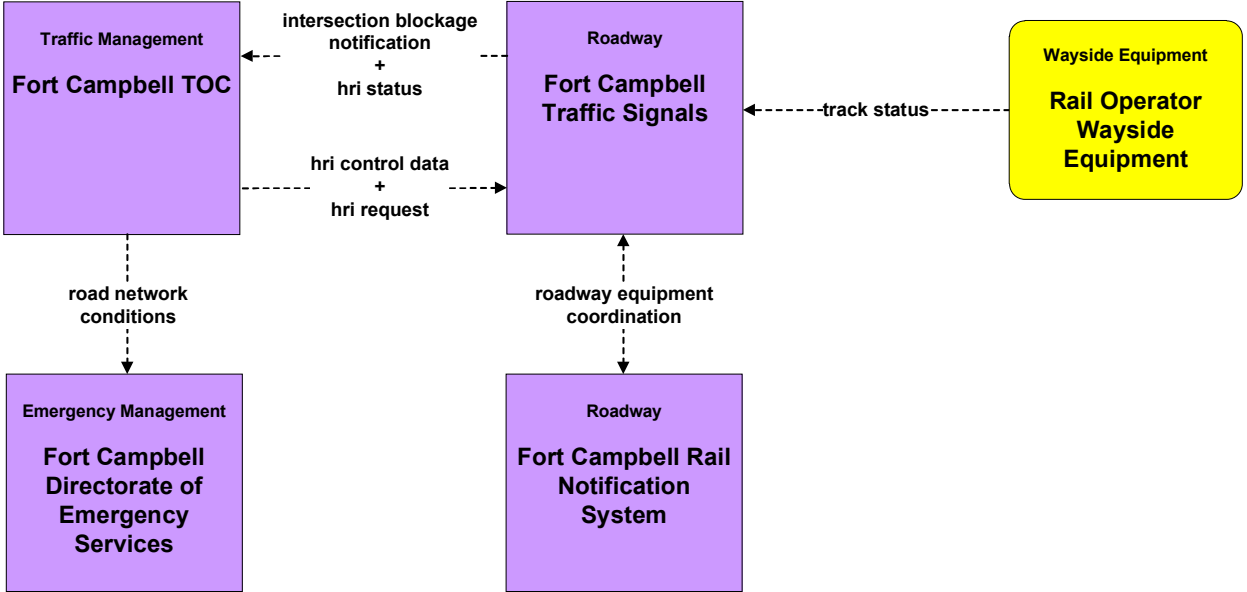 Traffic Management
Fort Campbell TOC
intersection blockage
notification
+
hri status
hri control data
+
hri request
Roadway
Fort Campbell
Traffic Signals
track status
Wayside Equipment
Rail Operator
Wayside
Equipment
road network
conditions
roadway equipment
coordination
Emergency Management
Fort Campbell
Directorate of
Emergency
Services
Roadway
Fort Campbell Rail
Notification
System